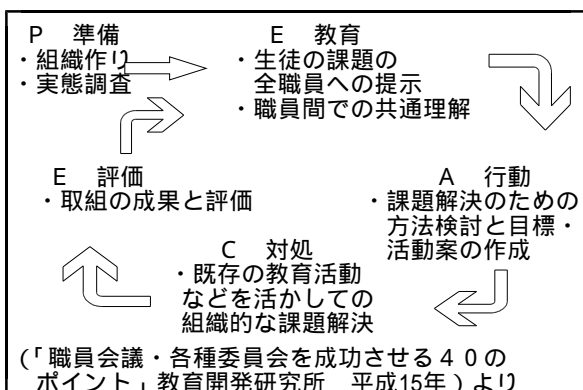 P 準備
・組織作り
・実態調査
E 教育
・生徒の課題の
全職員への提示
・職員間での共通理解
A 行動
・課題解決のための
方法検討と目標・
活動案の作成
C 対処
・既存の教育活動
などを活かしての
組織的な課題解決
E 評価
・取組の成果と評価
(「職員会議・各種委員会を成功させる40の
ポイント」教育開発研究所 平成15年)より